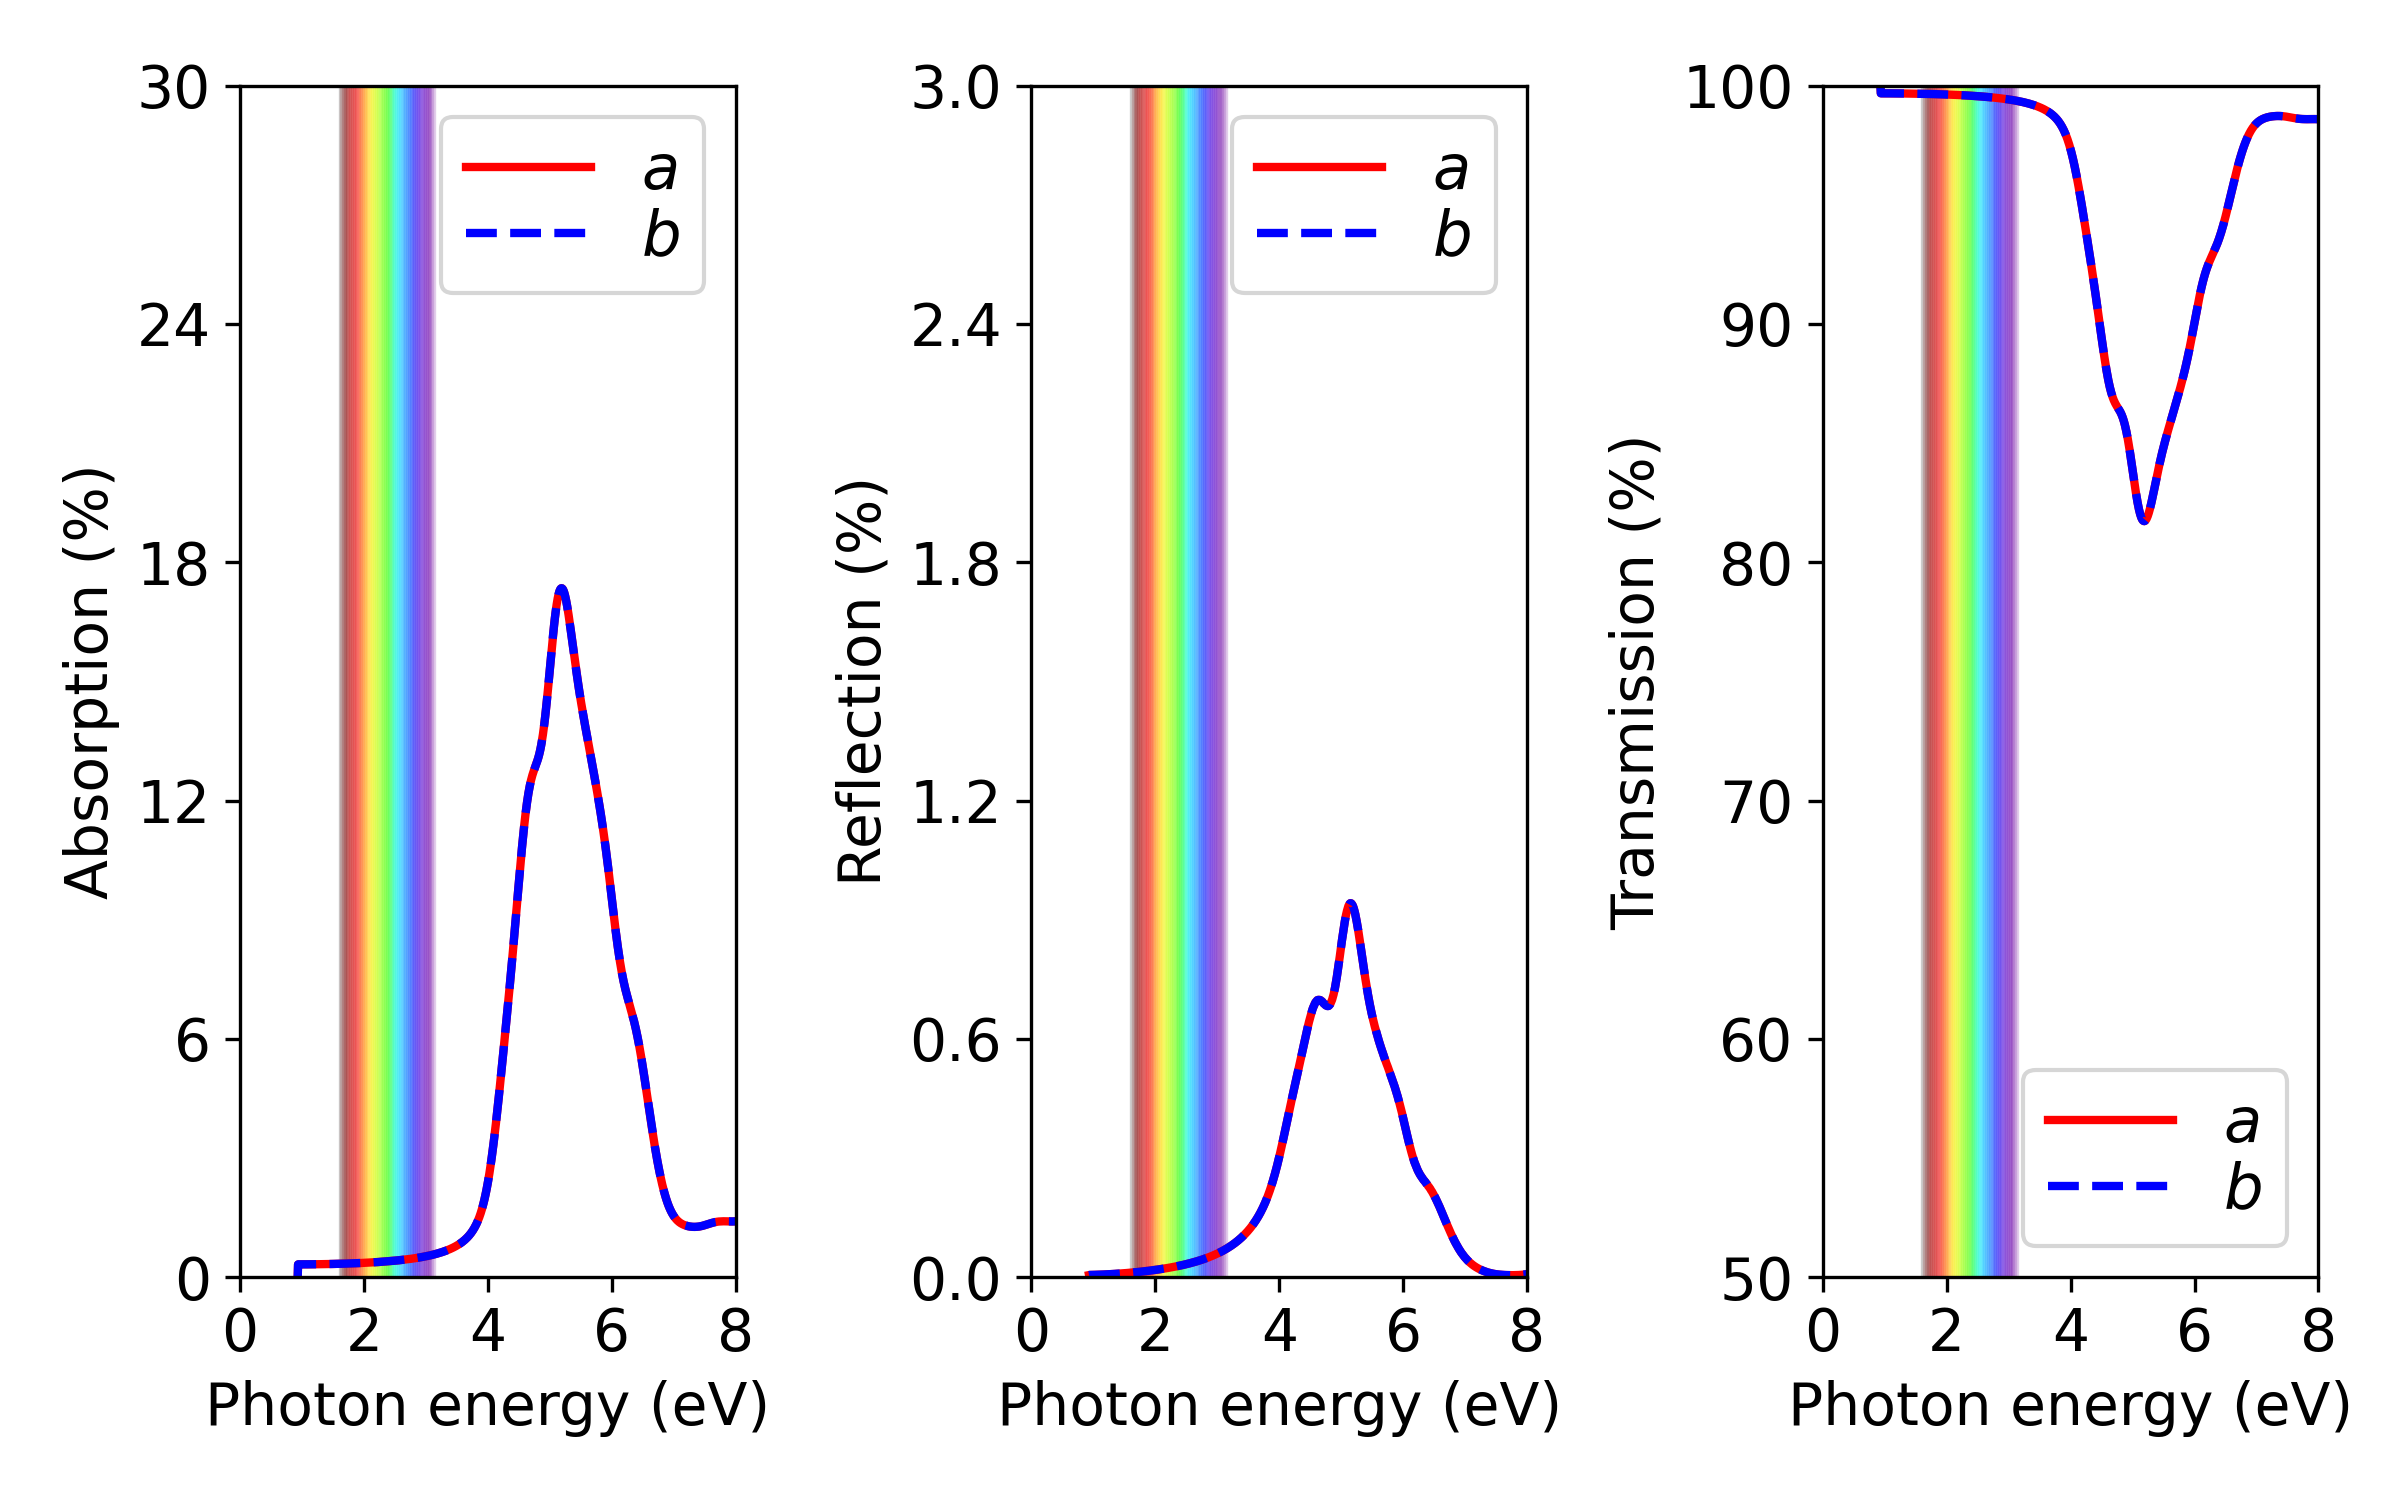 30
24
18
12
6
0
Absorption (%)
a
b
0 2 4 6 8
Photon energy (eV)
3.0
2.4
1.8
1.2
0.6
0.0
Reflection (%)
a
b
0 2 4 6 8
Photon energy (eV)
100
90
80
70
60
50
Transmission (%)
a
b
0 2 4 6 8
Photon energy (eV)